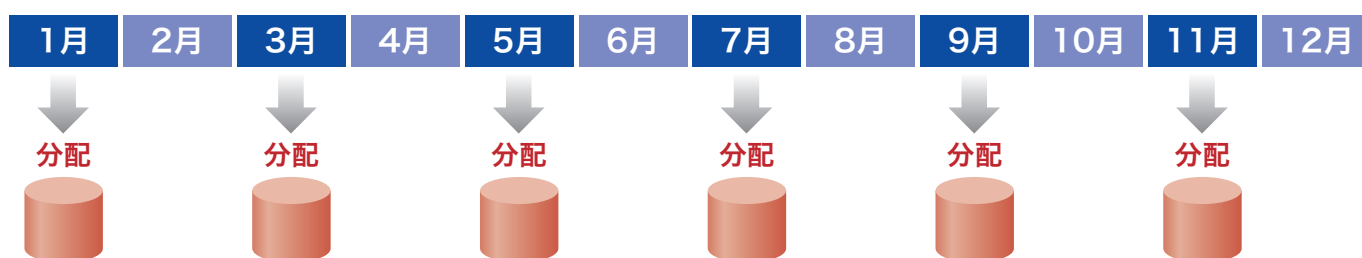 1月 2月 3月 4月 5月 6月 7月 8月 9月 10月 11月 12月
分配 分配 分配 分配 分配 分配